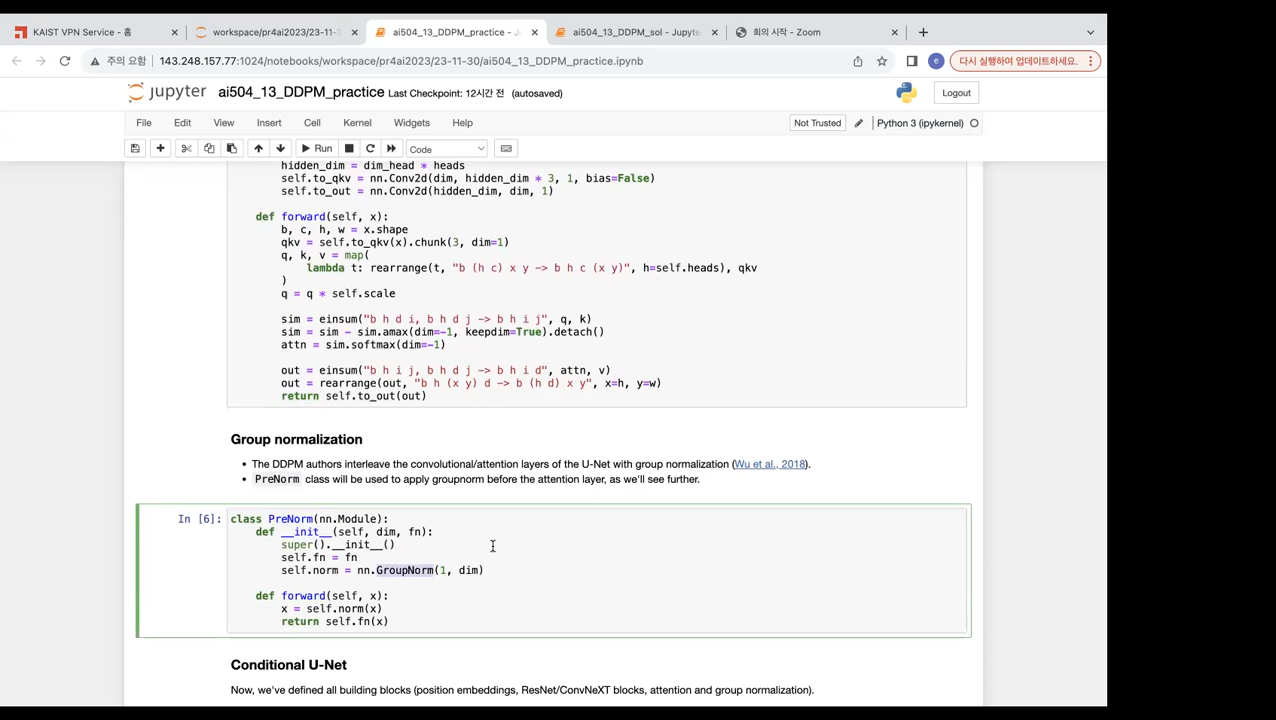 KAIST VPN Service - 홈
workspace/pr4ai2023/23-11-3
ai504_13_DDPM_practice - J
ai504_13_DDPM_sol - Jupyte
회의 시작 - Zoom
주의 요함
143.248.157.77:1024/notebooks/workspace/pr4ai2023/23-11-30/ai504_13_DDPM_practice.ipynb
e
다시 실행하여 업데이트하세요.
jupyter ai504_13_DDPM_practice Last Checkpoint: 12시간 전 (autosaved)
Logout
File Edit View Insert Cell Kernel Widgets Help
Not Trusted
Python 3 (ipykernel)
Run
Code
hidden_dim = dim_head * heads
self.to_qkv = nn.Conv2d(dim, hidden_dim * 3, 1, bias=False)
self.to_out = nn.Conv2d(hidden_dim, dim, 1)
def forward(self, x):
b, c, h, w = x.shape
qkv = self.to_qkv(x).chunk(3, dim=1)
q, k, v = map(
lambda t: rearrange(t, "b (h c) x y -> b h c (x y)", h=self.heads), qkv
)
q = q * self.scale
sim = einsum("b h d i, b h d j -> b h i j", q, k)
sim = sim - sim.amax(dim=-1, keepdim=True).detach()
attn = sim.softmax(dim=-1)
out = einsum("b h i j, b h d j -> b h i d", attn, v)
out = rearrange(out, "b h (x y) d -> b (h d) x y", x=h, y=w)
return self.to_out(out)
Group normalization
• The DDPM authors interleave the convolutional/attention layers of the U-Net with group normalization (Wu et al., 2018).
• PreNorm class will be used to apply groupnorm before the attention layer, as we'll see further.
In [6]:
class PreNorm(nn.Module):
def __init__(self, dim, fn):
super().__init__()
self.fn = fn
self.norm = nn.GroupNorm(1, dim)
def forward(self, x):
x = self.norm(x)
return self.fn(x)
Conditional U-Net
Now, we've defined all building blocks (position embeddings, ResNet/ConvNeXT blocks, attention and group normalization).